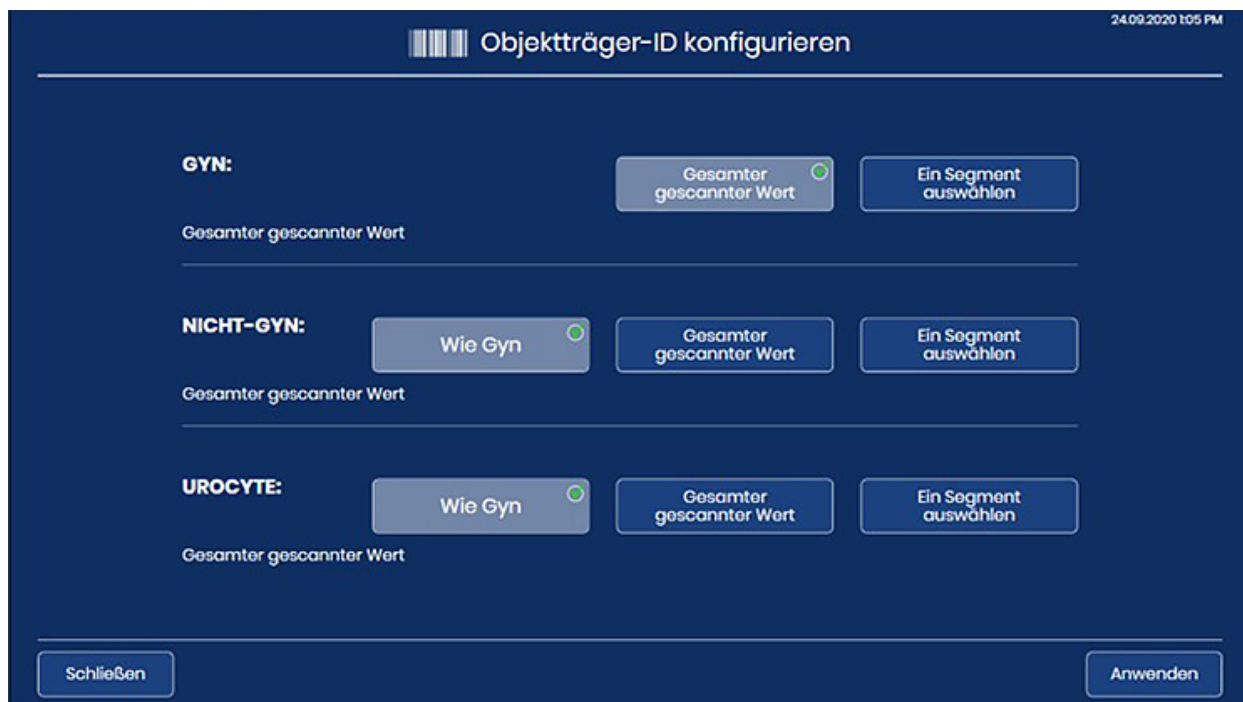 24.09.2020 1:05 PM
Objektträger-ID konfigurieren
GYN:
Gesamter
gescannter Wert
Ein Segment
auswählen
Gesamter gescannter Wert
NICHT-GYN:
Wie Gyn
Gesamter
gescannter Wert
Ein Segment
auswählen
Gesamter gescannter Wert
UROCYTE:
Wie Gyn
Gesamter
gescannter Wert
Ein Segment
auswählen
Gesamter gescannter Wert
Schließen
Anwenden